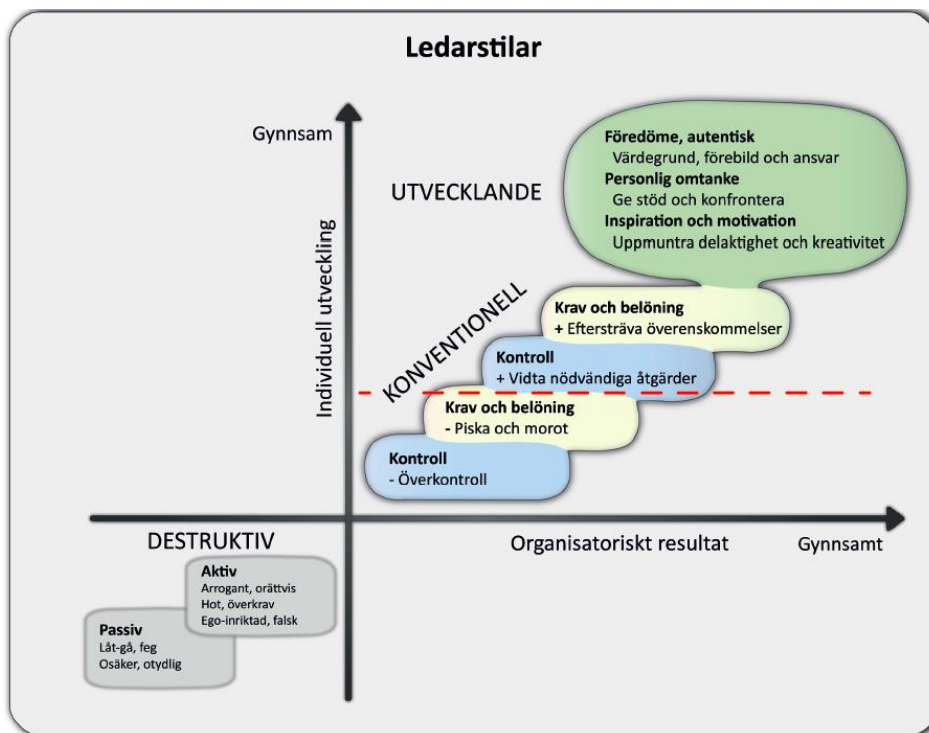 Ledarstilar
Gynnsam
Individuell utveckling
UTVECKLANDE
Föredöme, autentisk
Värdegrund, förebild och ansvar
Personlig omtanke
Ge stöd och konfrontera
Inspiration och motivation
Uppmuntra delaktighet och kreativitet
KONVENTIONELL
Krav och belöning
+ Eftersträva överenskommelser
Kontroll
+ Vidta nödvändiga åtgärder
Krav och belöning
- Piska och morot
Kontroll
- Överkontroll
DESTRUKTIV
Organisatoriskt resultat
Gynnsamt
Aktiv
Arrogant, orättvis
Hot, överkrav
Ego-inriktad, falsk
Passiv
Låt-gå, feg
Osäker, otydlig